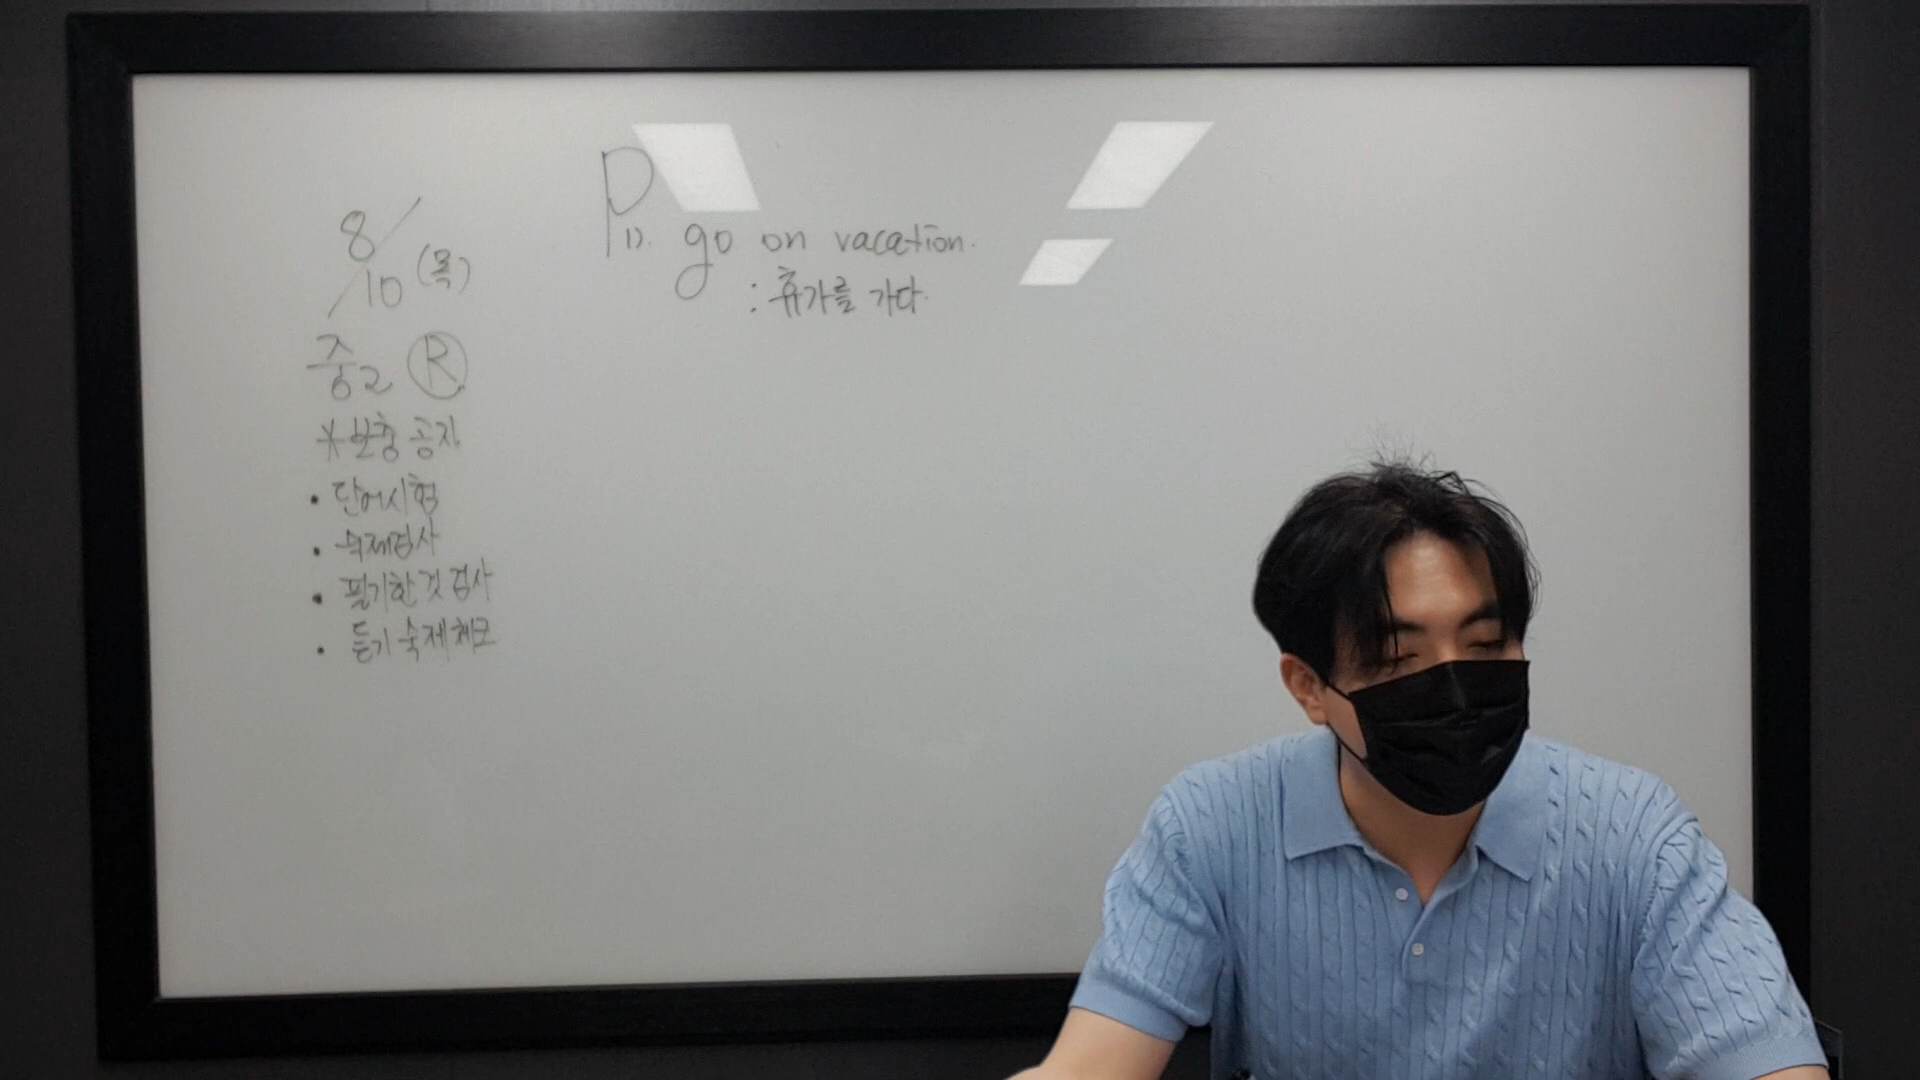 8/10 (목)
중2 Ⓡ
* 보충 공지
• 단어시험
• 숙제검사
• 필기한 것 검사
• 듣기 숙제 체크
P
1). go on vacation.
: 휴가를 가다.